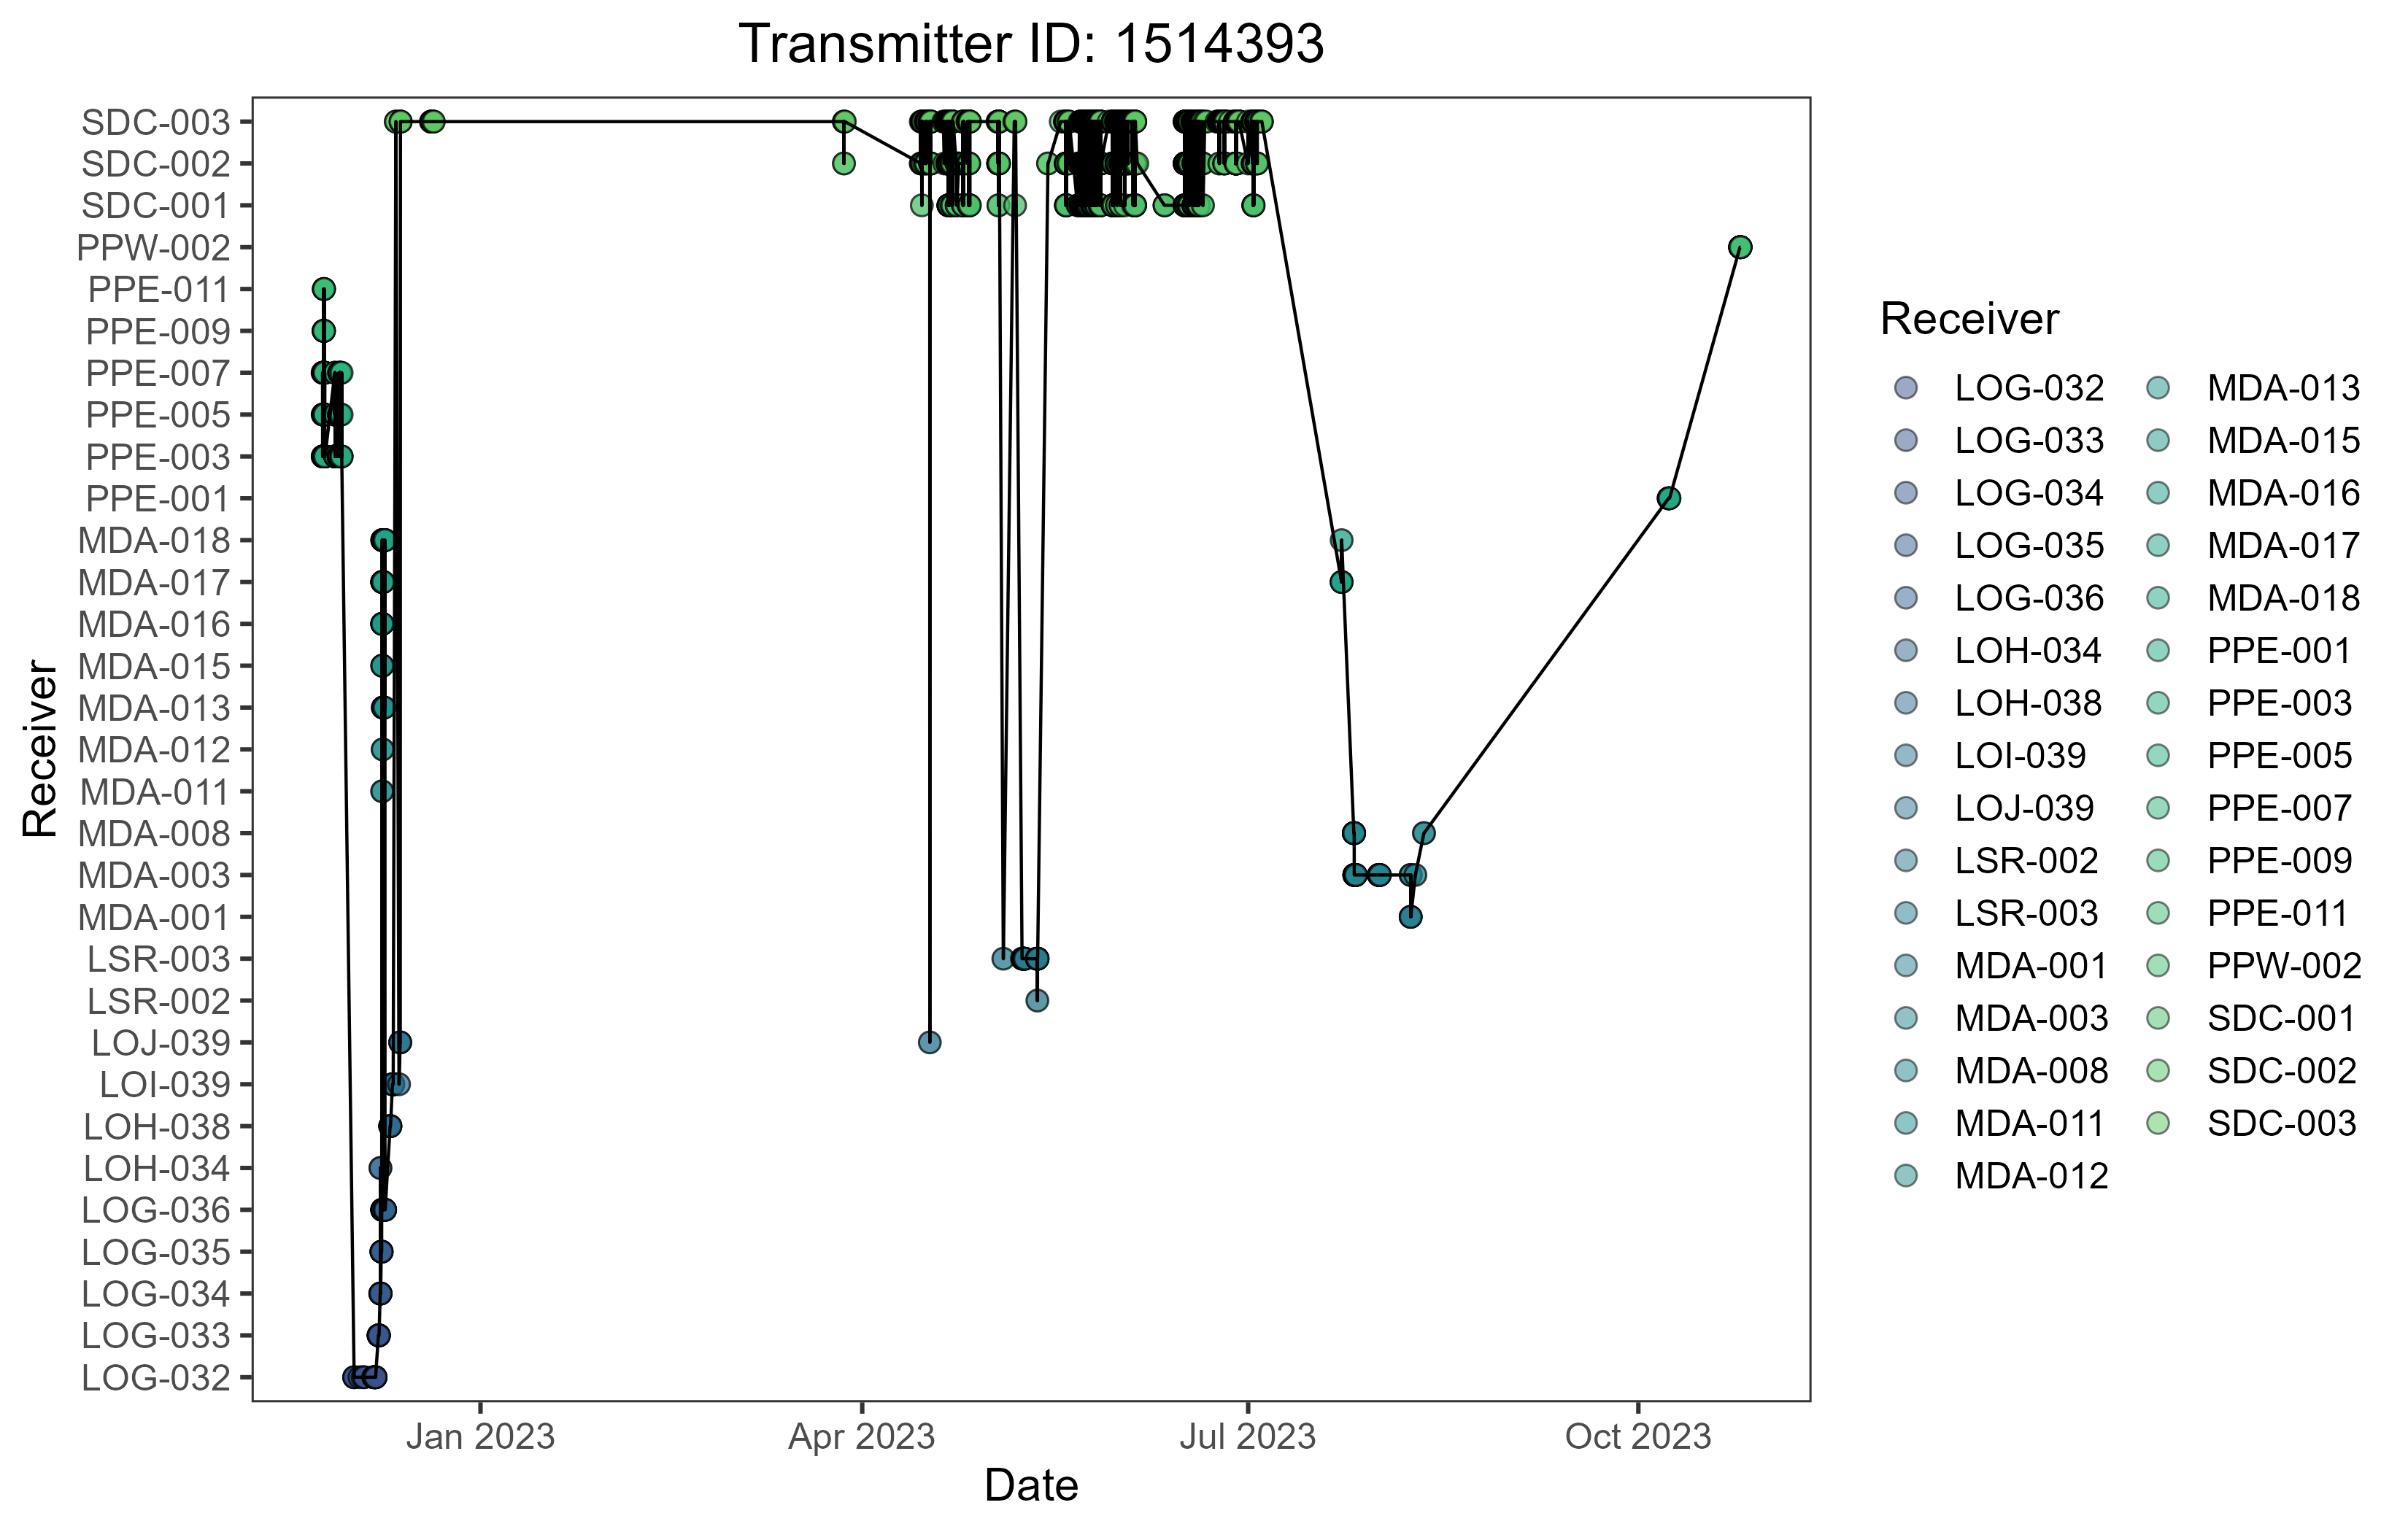 Transmitter ID: 1514393
Receiver
SDC-003
SDC-002
SDC-001
PPW-002
PPE-011
PPE-009
PPE-007
PPE-005
PPE-003
PPE-001
MDA-018
MDA-017
MDA-016
MDA-015
MDA-013
MDA-012
MDA-011
MDA-008
MDA-003
MDA-001
LSR-003
LSR-002
LOJ-039
LOI-039
LOH-038
LOH-034
LOG-036
LOG-035
LOG-034
LOG-033
LOG-032
Jan 2023
Apr 2023
Jul 2023
Oct 2023
Date
Receiver
LOG-032
LOG-033
LOG-034
LOG-035
LOG-036
LOH-034
LOH-038
LOI-039
LOJ-039
LSR-002
LSR-003
MDA-001
MDA-003
MDA-008
MDA-011
MDA-012
MDA-013
MDA-015
MDA-016
MDA-017
MDA-018
PPE-001
PPE-003
PPE-005
PPE-007
PPE-009
PPE-011
PPW-002
SDC-001
SDC-002
SDC-003